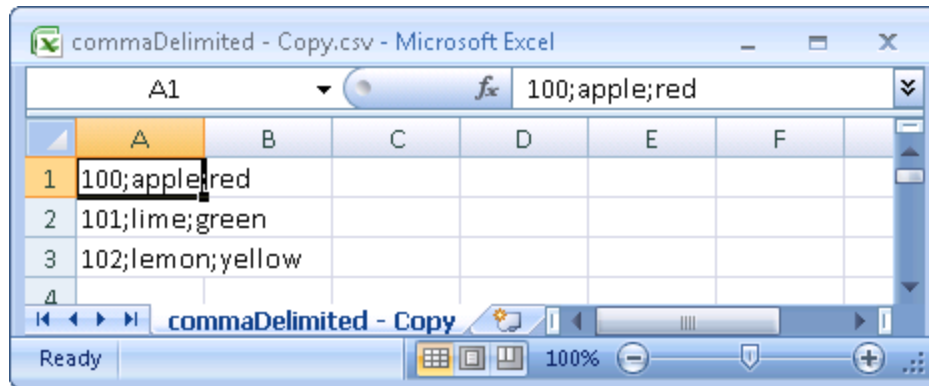 commaDelimited - Copy.csv - Microsoft Excel
A1 fx 100;apple;red
A B C D E F
1 100;apple;red
2 101;lime;green
3 102;lemon;yellow
4
commaDelimited - Copy
Ready 100%